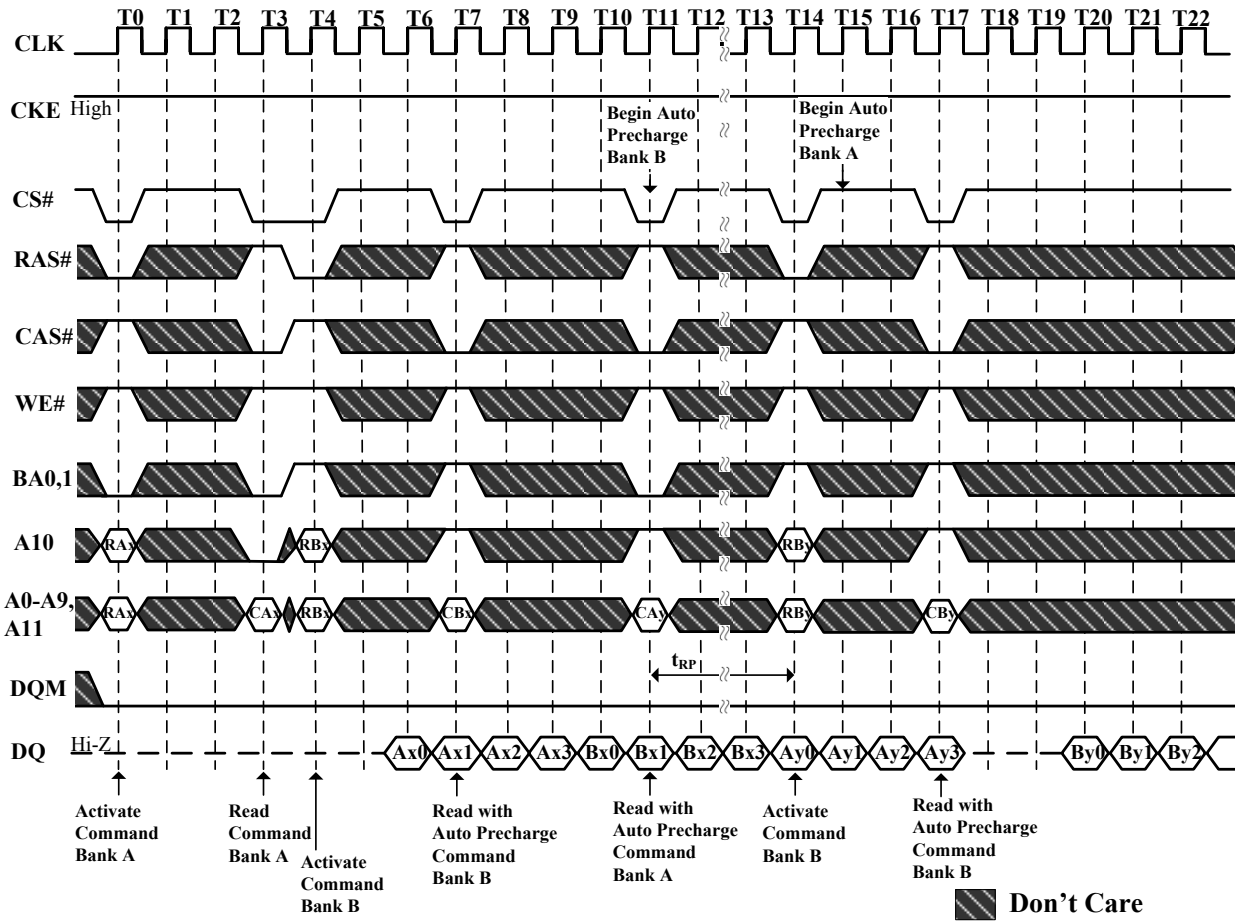 T0 T1 T2 T3 T4 T5 T6 T7 T8 T9 T10 T11 T12 T13 T14 T15 T16 T17 T18 T19 T20 T21 T22
CLK
CKE High
Begin Auto
Precharge
Bank B
Begin Auto
Precharge
Bank A
CS#
RAS#
CAS#
WE#
BA0,1
A10 RAx RBx RBy
A0-A9,
A11
RAx CAx RBx CBx CAy RBy CBy
tRP
DQM
DQ Hi-Z Ax0 Ax1 Ax2 Ax3 Bx0 Bx1 Bx2 Bx3 Ay0 Ay1 Ay2 Ay3 By0 By1 By2
Activate
Command
Bank A
Read
Command
Bank A
Activate
Command
Bank B
Read with
Auto Precharge
Command
Bank B
Read with
Auto Precharge
Command
Bank A
Activate
Command
Bank B
Read with
Auto Precharge
Command
Bank B
Don't Care